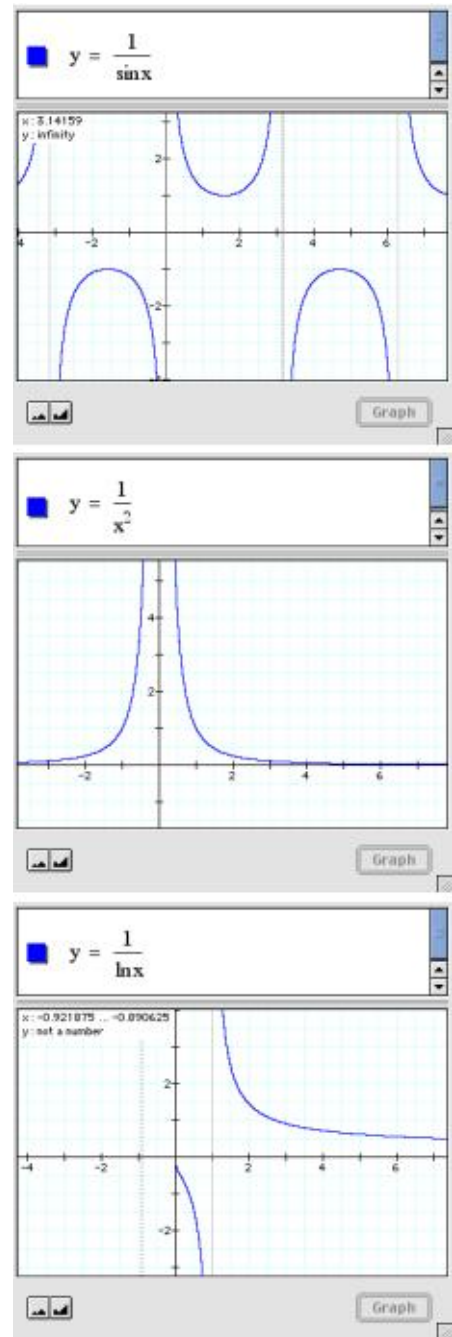 y = 1/sinx
x: 3.14159
y: infinity
2
-4 -2 2 4 6
-2
Graph
y = 1/x²
4
2
-2 2 4 6
Graph
y = 1/lnx
x: -0.921875 ... -0.890625
y: not a number
2
-4 -2 2 4 6
-2
Graph